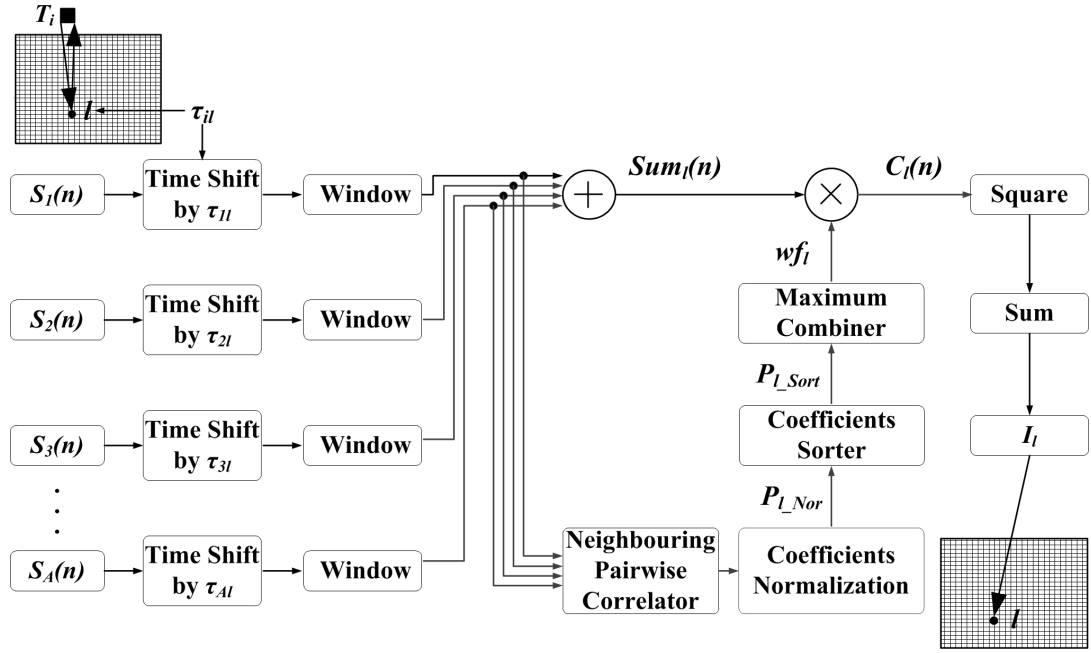 T_i
l
τ_il
S_1(n)
Time Shift
by τ_1l
Window
S_2(n)
Time Shift
by τ_2l
Window
S_3(n)
Time Shift
by τ_3l
Window
S_A(n)
Time Shift
by τ_Al
Window
+
Sum_l(n)
×
C_l(n)
Square
Sum
I_l
l
wf_l
Maximum
Combiner
P_l_Sort
Coefficients
Sorter
P_l_Nor
Neighbouring
Pairwise
Correlator
Coefficients
Normalization